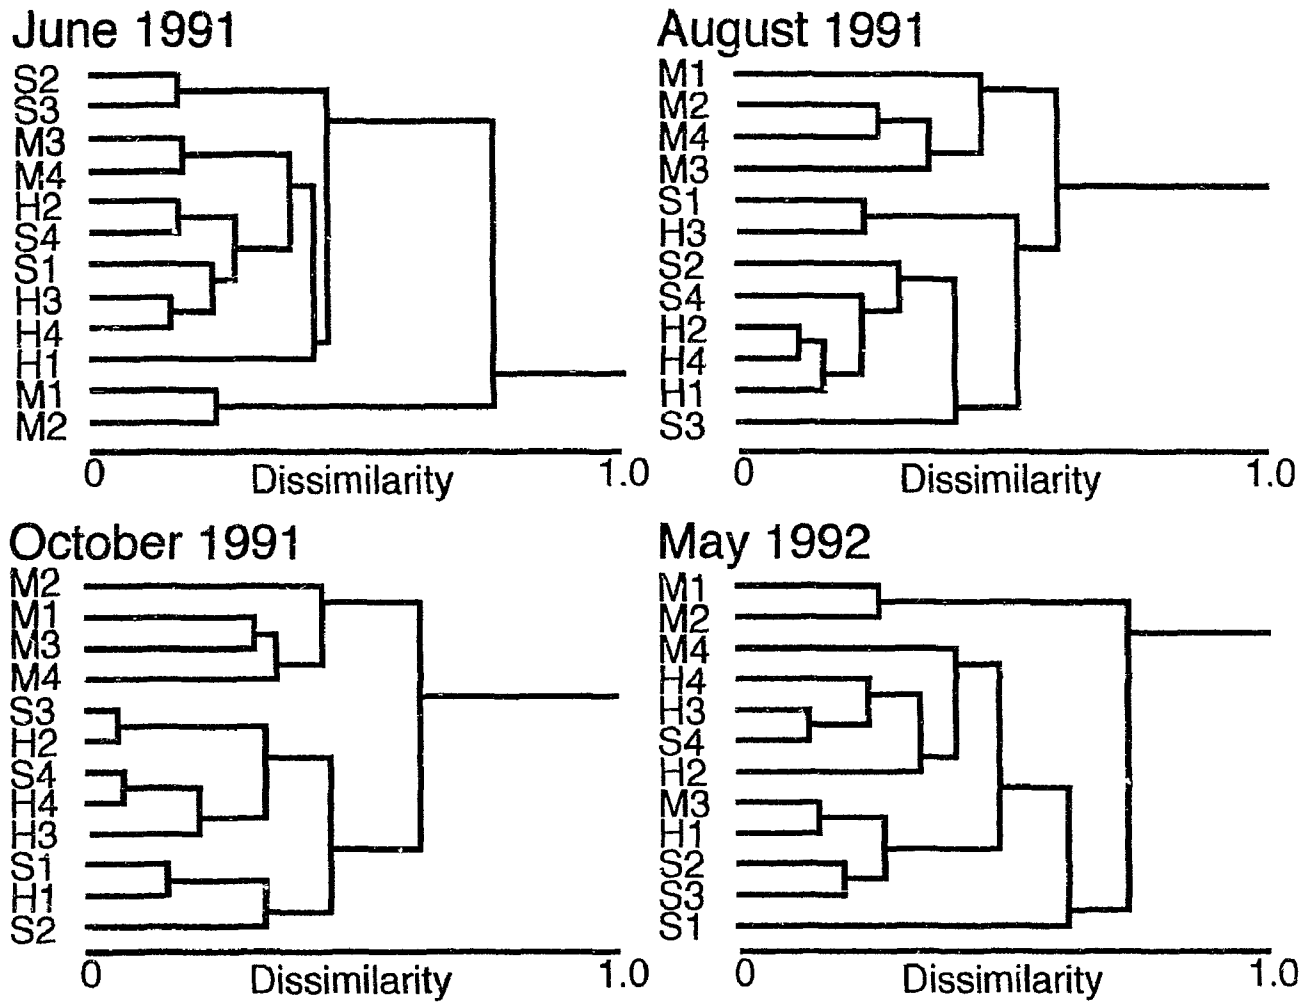 June 1991
S2
S3
M3
M4
H2
S4
S1
H3
H4
H1
M1
M2
0 1.0
Dissimilarity
August 1991
M1
M2
M4
M3
S1
H3
S2
S4
H2
H4
H1
S3
0 1.0
Dissimilarity
October 1991
M2
M1
M3
M4
S3
H2
S4
H4
H3
S1
H1
S2
0 1.0
Dissimilarity
May 1992
M1
M2
M4
H4
H3
S4
H2
M3
H1
S2
S3
S1
0 1.0
Dissimilarity